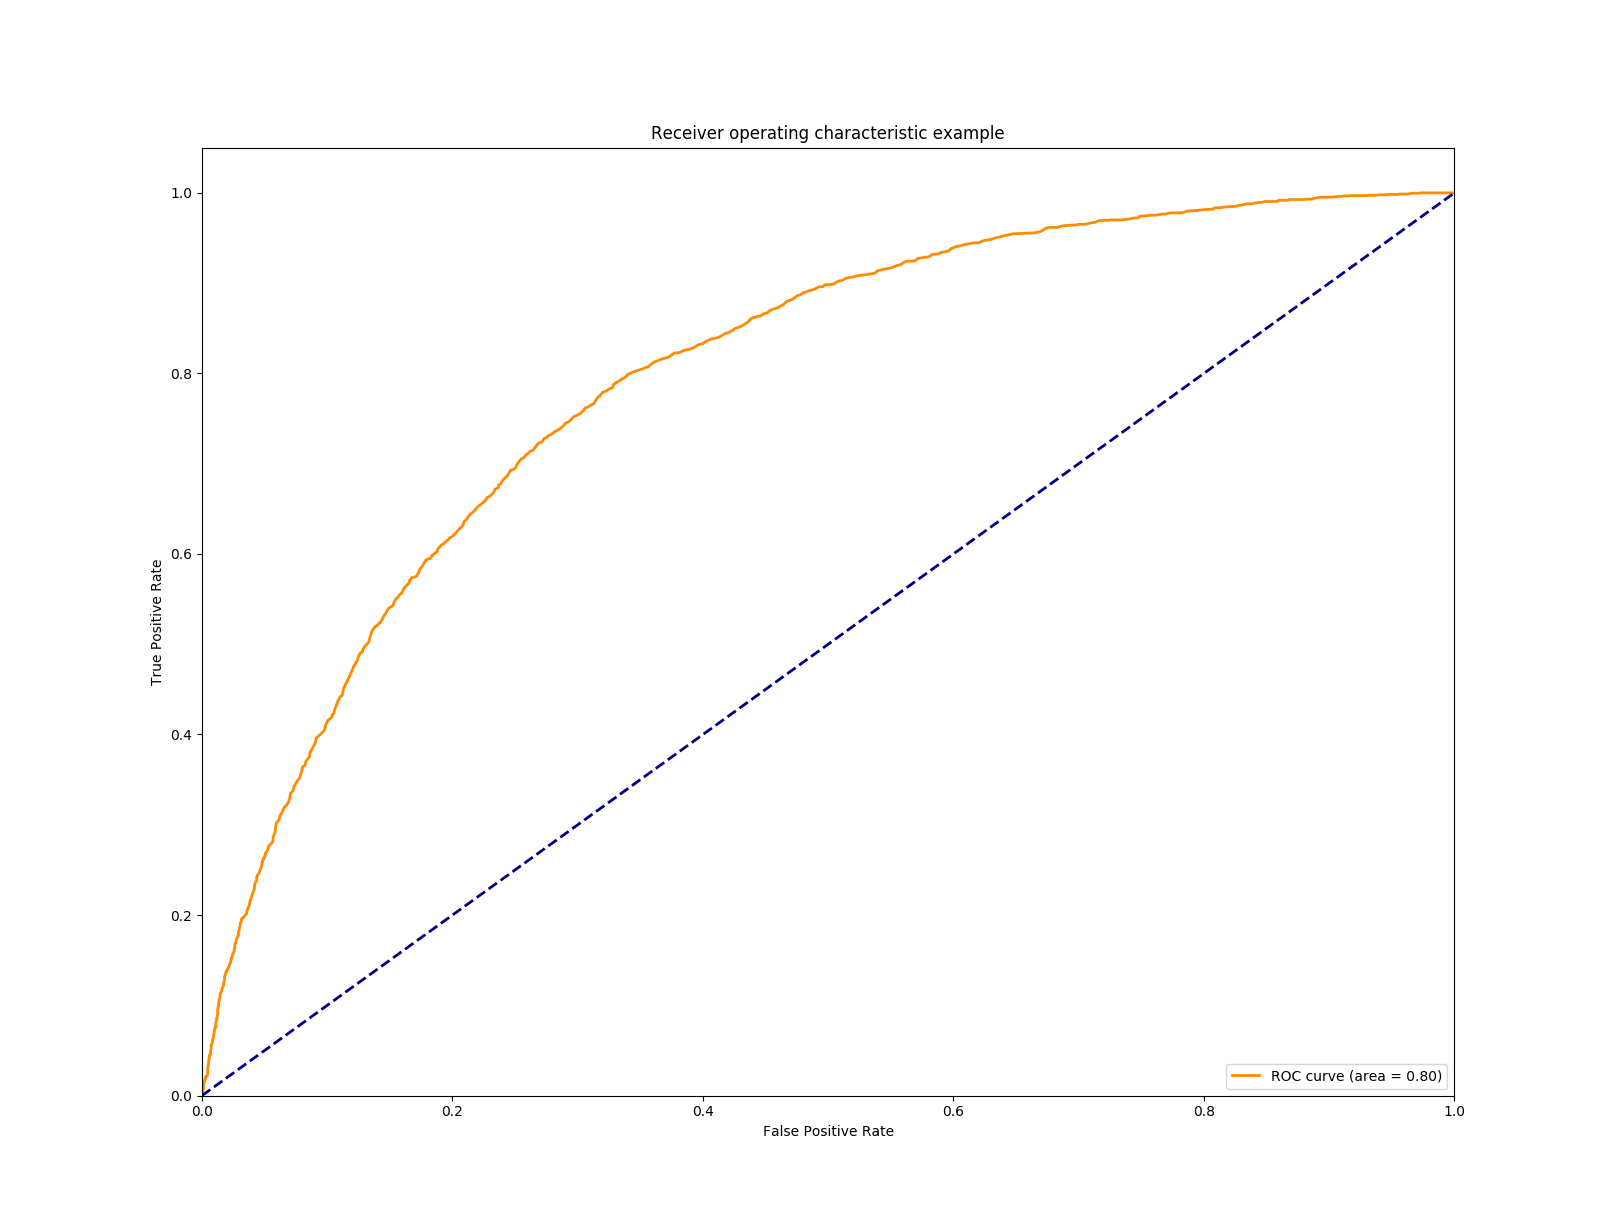 Receiver operating characteristic example
1.0
0.8
0.6
0.4
0.2
0.0
True Positive Rate
0.0 0.2 0.4 0.6 0.8 1.0
False Positive Rate
ROC curve (area = 0.80)